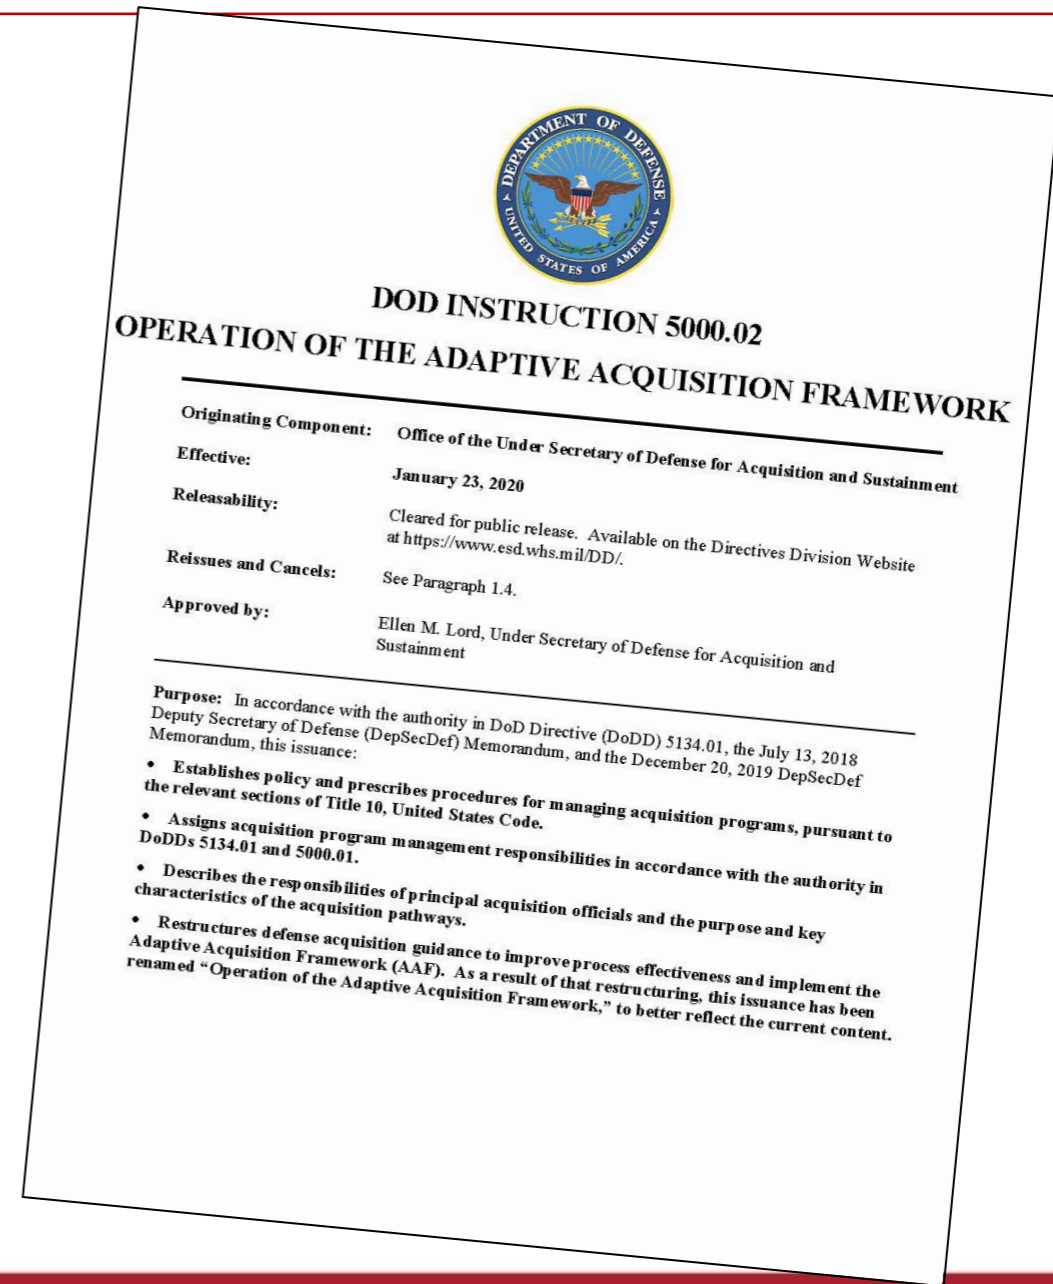 DEPARTMENT OF DEFENSE
UNITED STATES OF AMERICA
DOD INSTRUCTION 5000.02
OPERATION OF THE ADAPTIVE ACQUISITION FRAMEWORK
Originating Component: Office of the Under Secretary of Defense for Acquisition and Sustainment
Effective: January 23, 2020
Releasability: Cleared for public release. Available on the Directives Division Website
at https://www.esd.whs.mil/DD/.
Reissues and Cancels: See Paragraph 1.4.
Approved by: Ellen M. Lord, Under Secretary of Defense for Acquisition and
Sustainment
Purpose: In accordance with the authority in DoD Directive (DoDD) 5134.01, the July 13, 2018
Deputy Secretary of Defense (DepSecDef) Memorandum, and the December 20, 2019 DepSecDef
Memorandum, this issuance:
• Establishes policy and prescribes procedures for managing acquisition programs, pursuant to
the relevant sections of Title 10, United States Code.
• Assigns acquisition program management responsibilities in accordance with the authority in
DoDDs 5134.01 and 5000.01.
• Describes the responsibilities of principal acquisition officials and the purpose and key
characteristics of the acquisition pathways.
• Restructures defense acquisition guidance to improve process effectiveness and implement the
Adaptive Acquisition Framework (AAF). As a result of that restructuring, this issuance has been
renamed “Operation of the Adaptive Acquisition Framework,” to better reflect the current content.